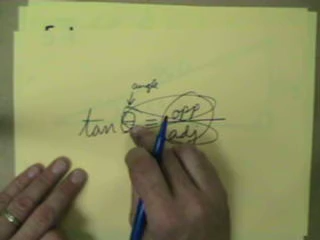 angle
tan θ = opp
adj